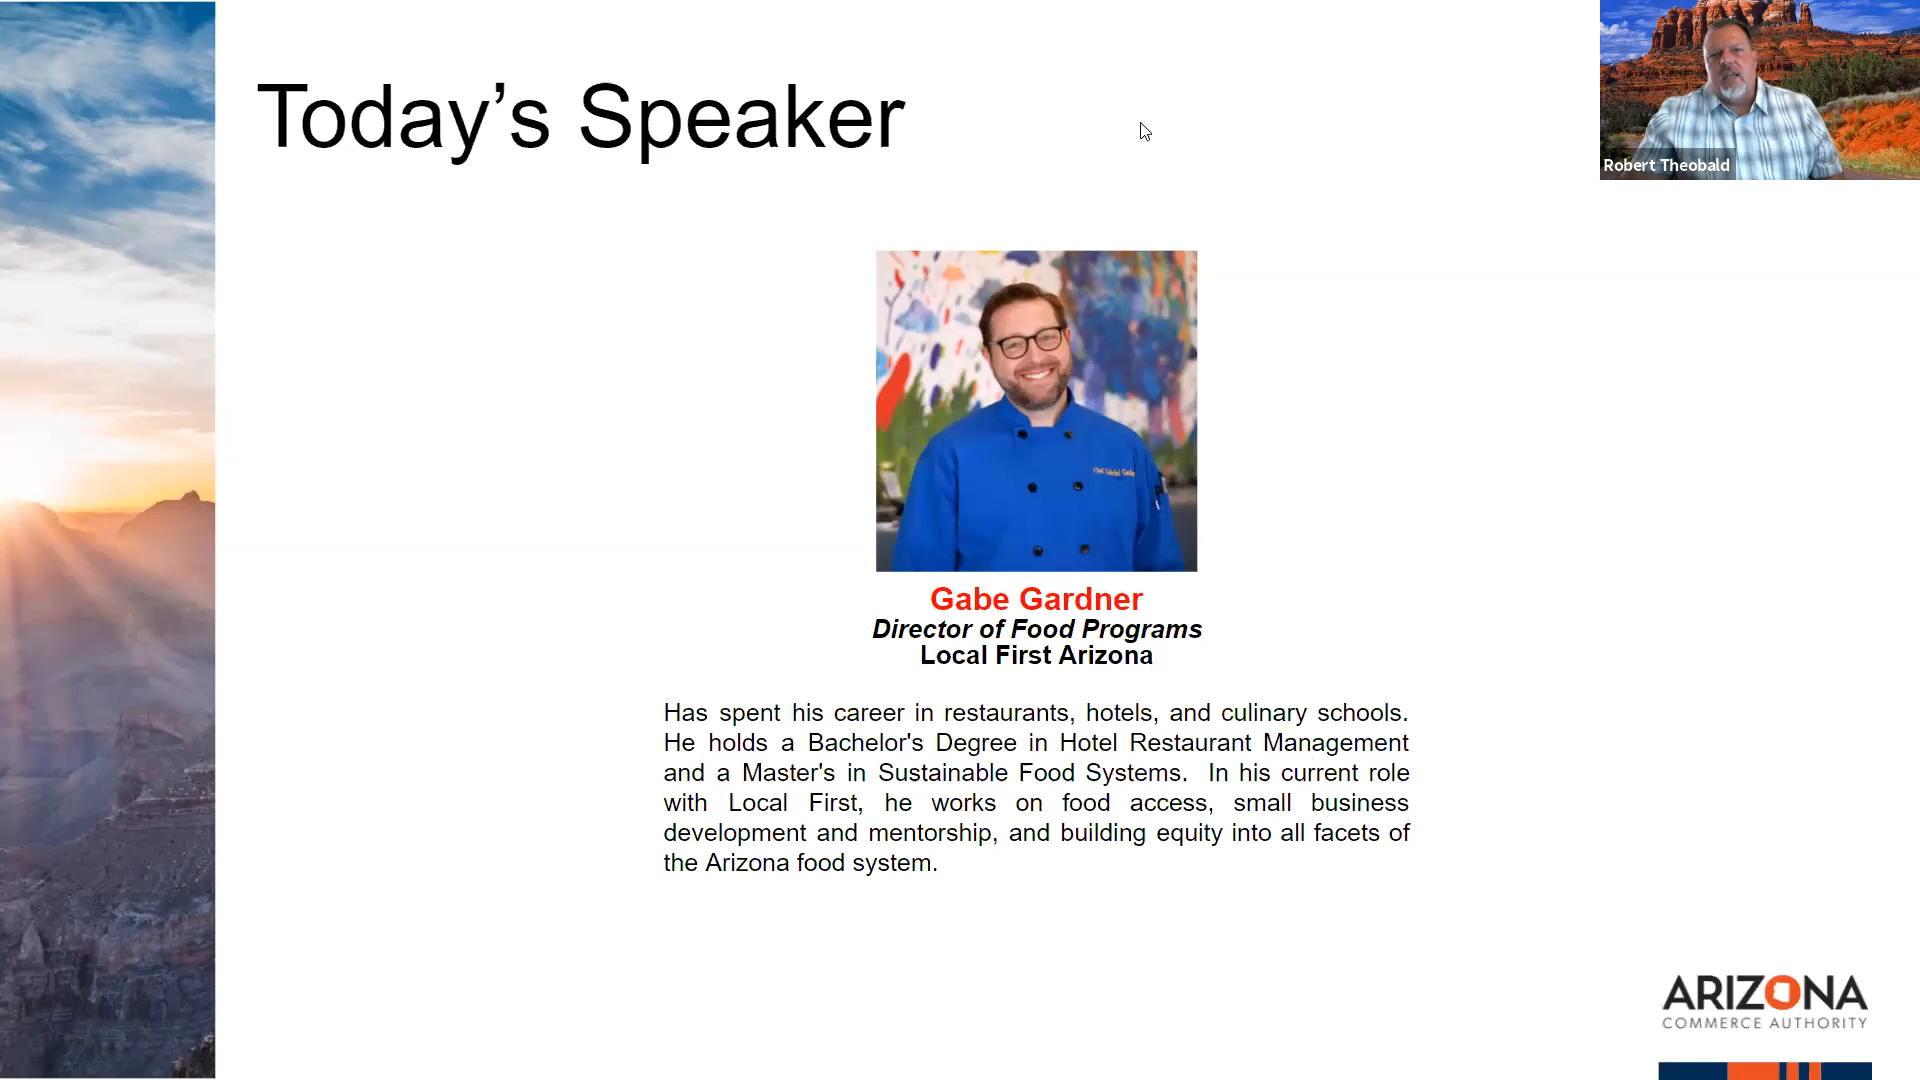 Today’s Speaker
Robert Theobald
Gabe Gardner
Director of Food Programs
Local First Arizona
Has spent his career in restaurants, hotels, and culinary schools.
He holds a Bachelor's Degree in Hotel Restaurant Management
and a Master's in Sustainable Food Systems. In his current role
with Local First, he works on food access, small business
development and mentorship, and building equity into all facets of
the Arizona food system.
ARIZONA
COMMERCE AUTHORITY